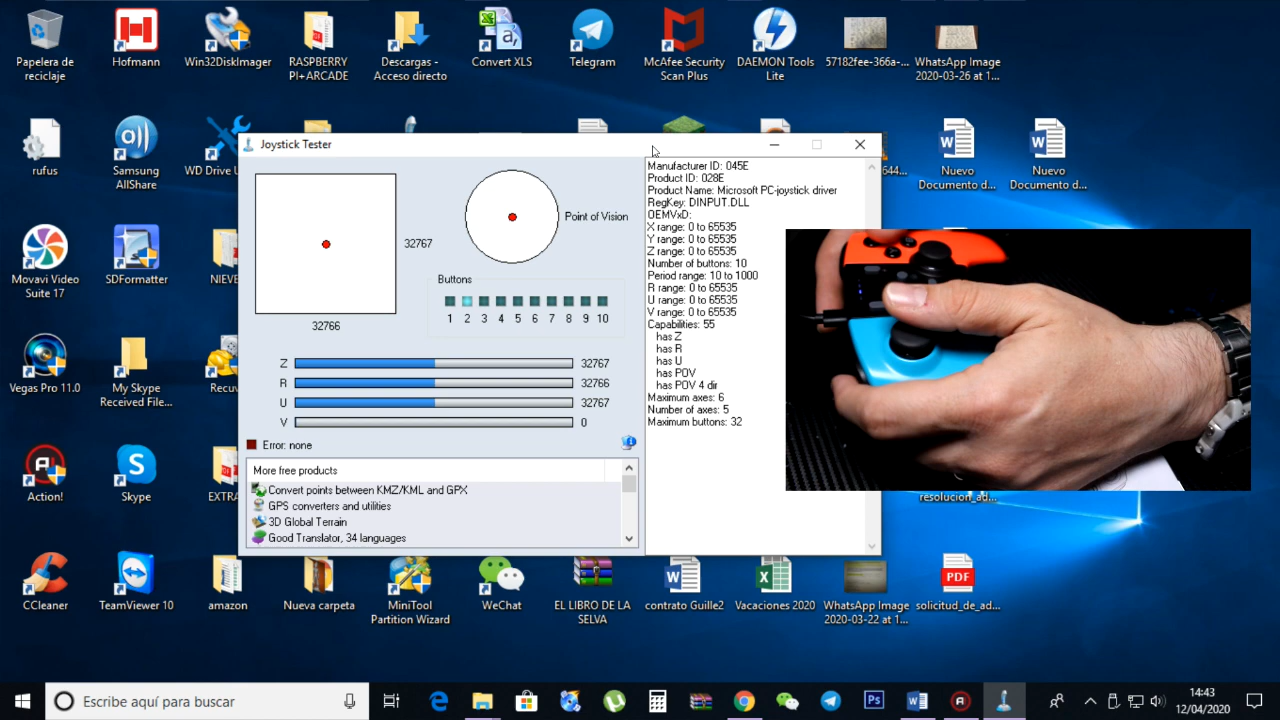 Papelera de
reciclaje
Hofmann
Win32DiskImager
RASPBERRY
PI+ARCADE
Descargas -
Acceso directo
Convert XLS
Telegram
McAfee Security
Scan Plus
DAEMON Tools
Lite
57182fee-366a-...
WhatsApp Image
2020-03-26 at 1...
rufus
Samsung
AllShare
WD Drive U
644...
Nuevo
Documento d...
Nuevo
Documento d...
Joystick Tester
32767
32766
Point of Vision
Buttons
1 2 3 4 5 6 7 8 9 10
Z 32767
R 32766
U 32767
V 0
Error: none
More free products
Convert points between KMZ/KML and GPX
GPS converters and utilities
3D Global Terrain
Good Translator, 34 languages
Manufacturer ID: 045E
Product ID: 028E
Product Name: Microsoft PC-joystick driver
RegKey: DINPUT.DLL
OEMVxD:
X range: 0 to 65535
Y range: 0 to 65535
Z range: 0 to 65535
Number of buttons: 10
Period range: 10 to 1000
R range: 0 to 65535
U range: 0 to 65535
V range: 0 to 65535
Capabilities: 55
has Z
has R
has U
has POV
has POV 4 dir
Maximum axes: 6
Number of axes: 5
Maximum buttons: 32
Movavi Video
Suite 17
SDFormatter
NIEVE
Vegas Pro 11.0
My Skype
Received File...
Recuv
Action!
Skype
EXTRA
resolucion_ad...
CCleaner
TeamViewer 10
amazon
Nueva carpeta
MiniTool
Partition Wizard
WeChat
EL LIBRO DE LA
SELVA
contrato Guille2
Vacaciones 2020
WhatsApp Image
2020-03-22 at 1...
PDF
solicitud_de_ad...
Escribe aquí para buscar
Ps
14:43
12/04/2020